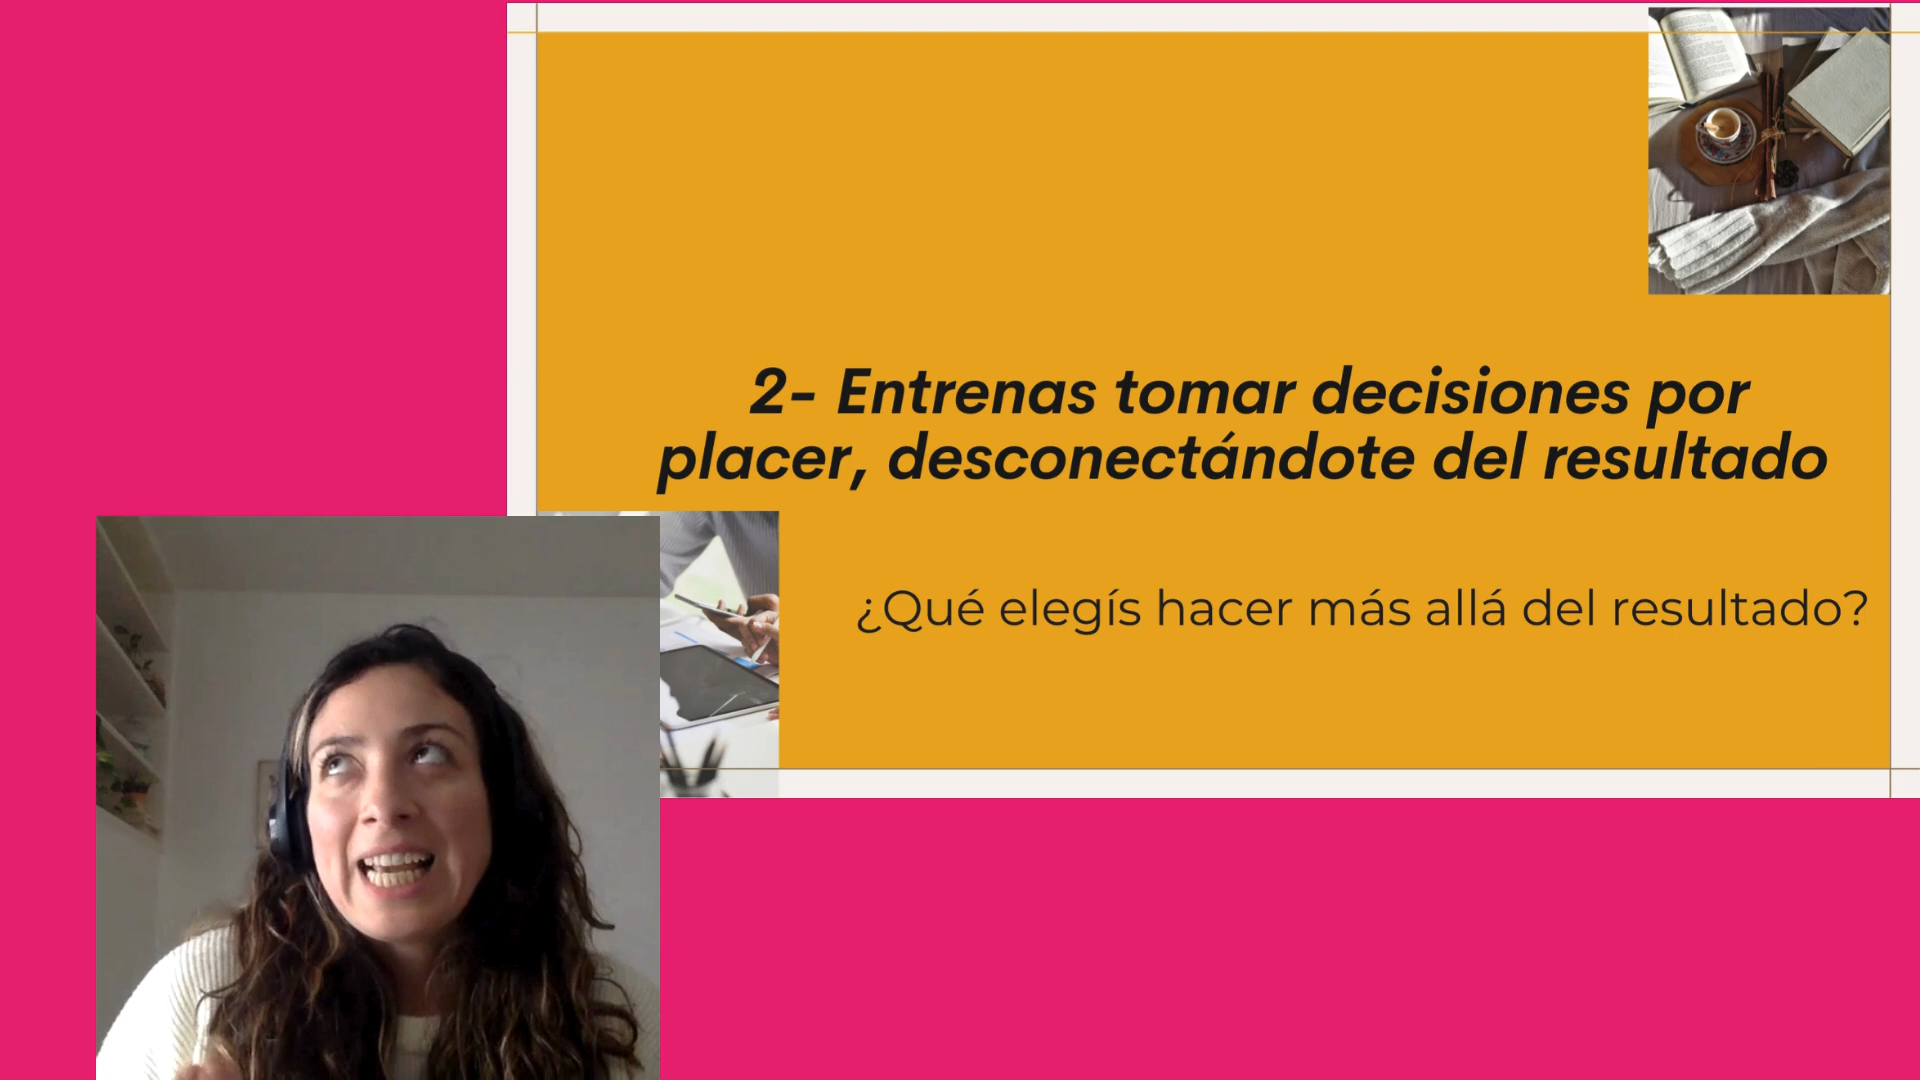 2- Entrenas tomar decisiones por
placer, desconectándote del resultado
¿Qué elegís hacer más allá del resultado?